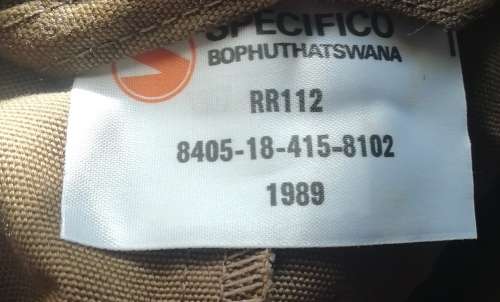 SPECIFICO
BOPHUTHATSWANA
RR112
8405-18-415-8102
1989